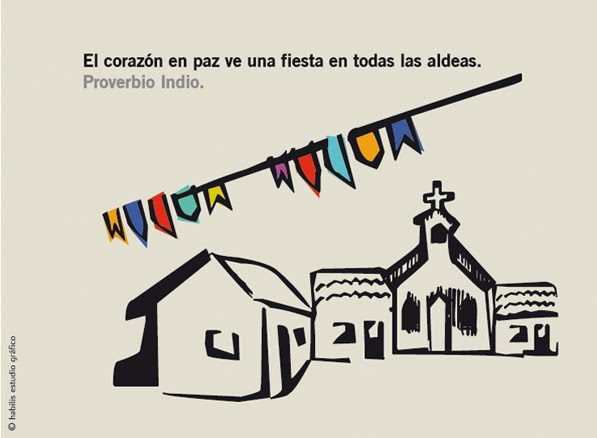 El corazón en paz ve una fiesta en todas las aldeas.
Proverbio Indio.
© habilis estudio gráfico